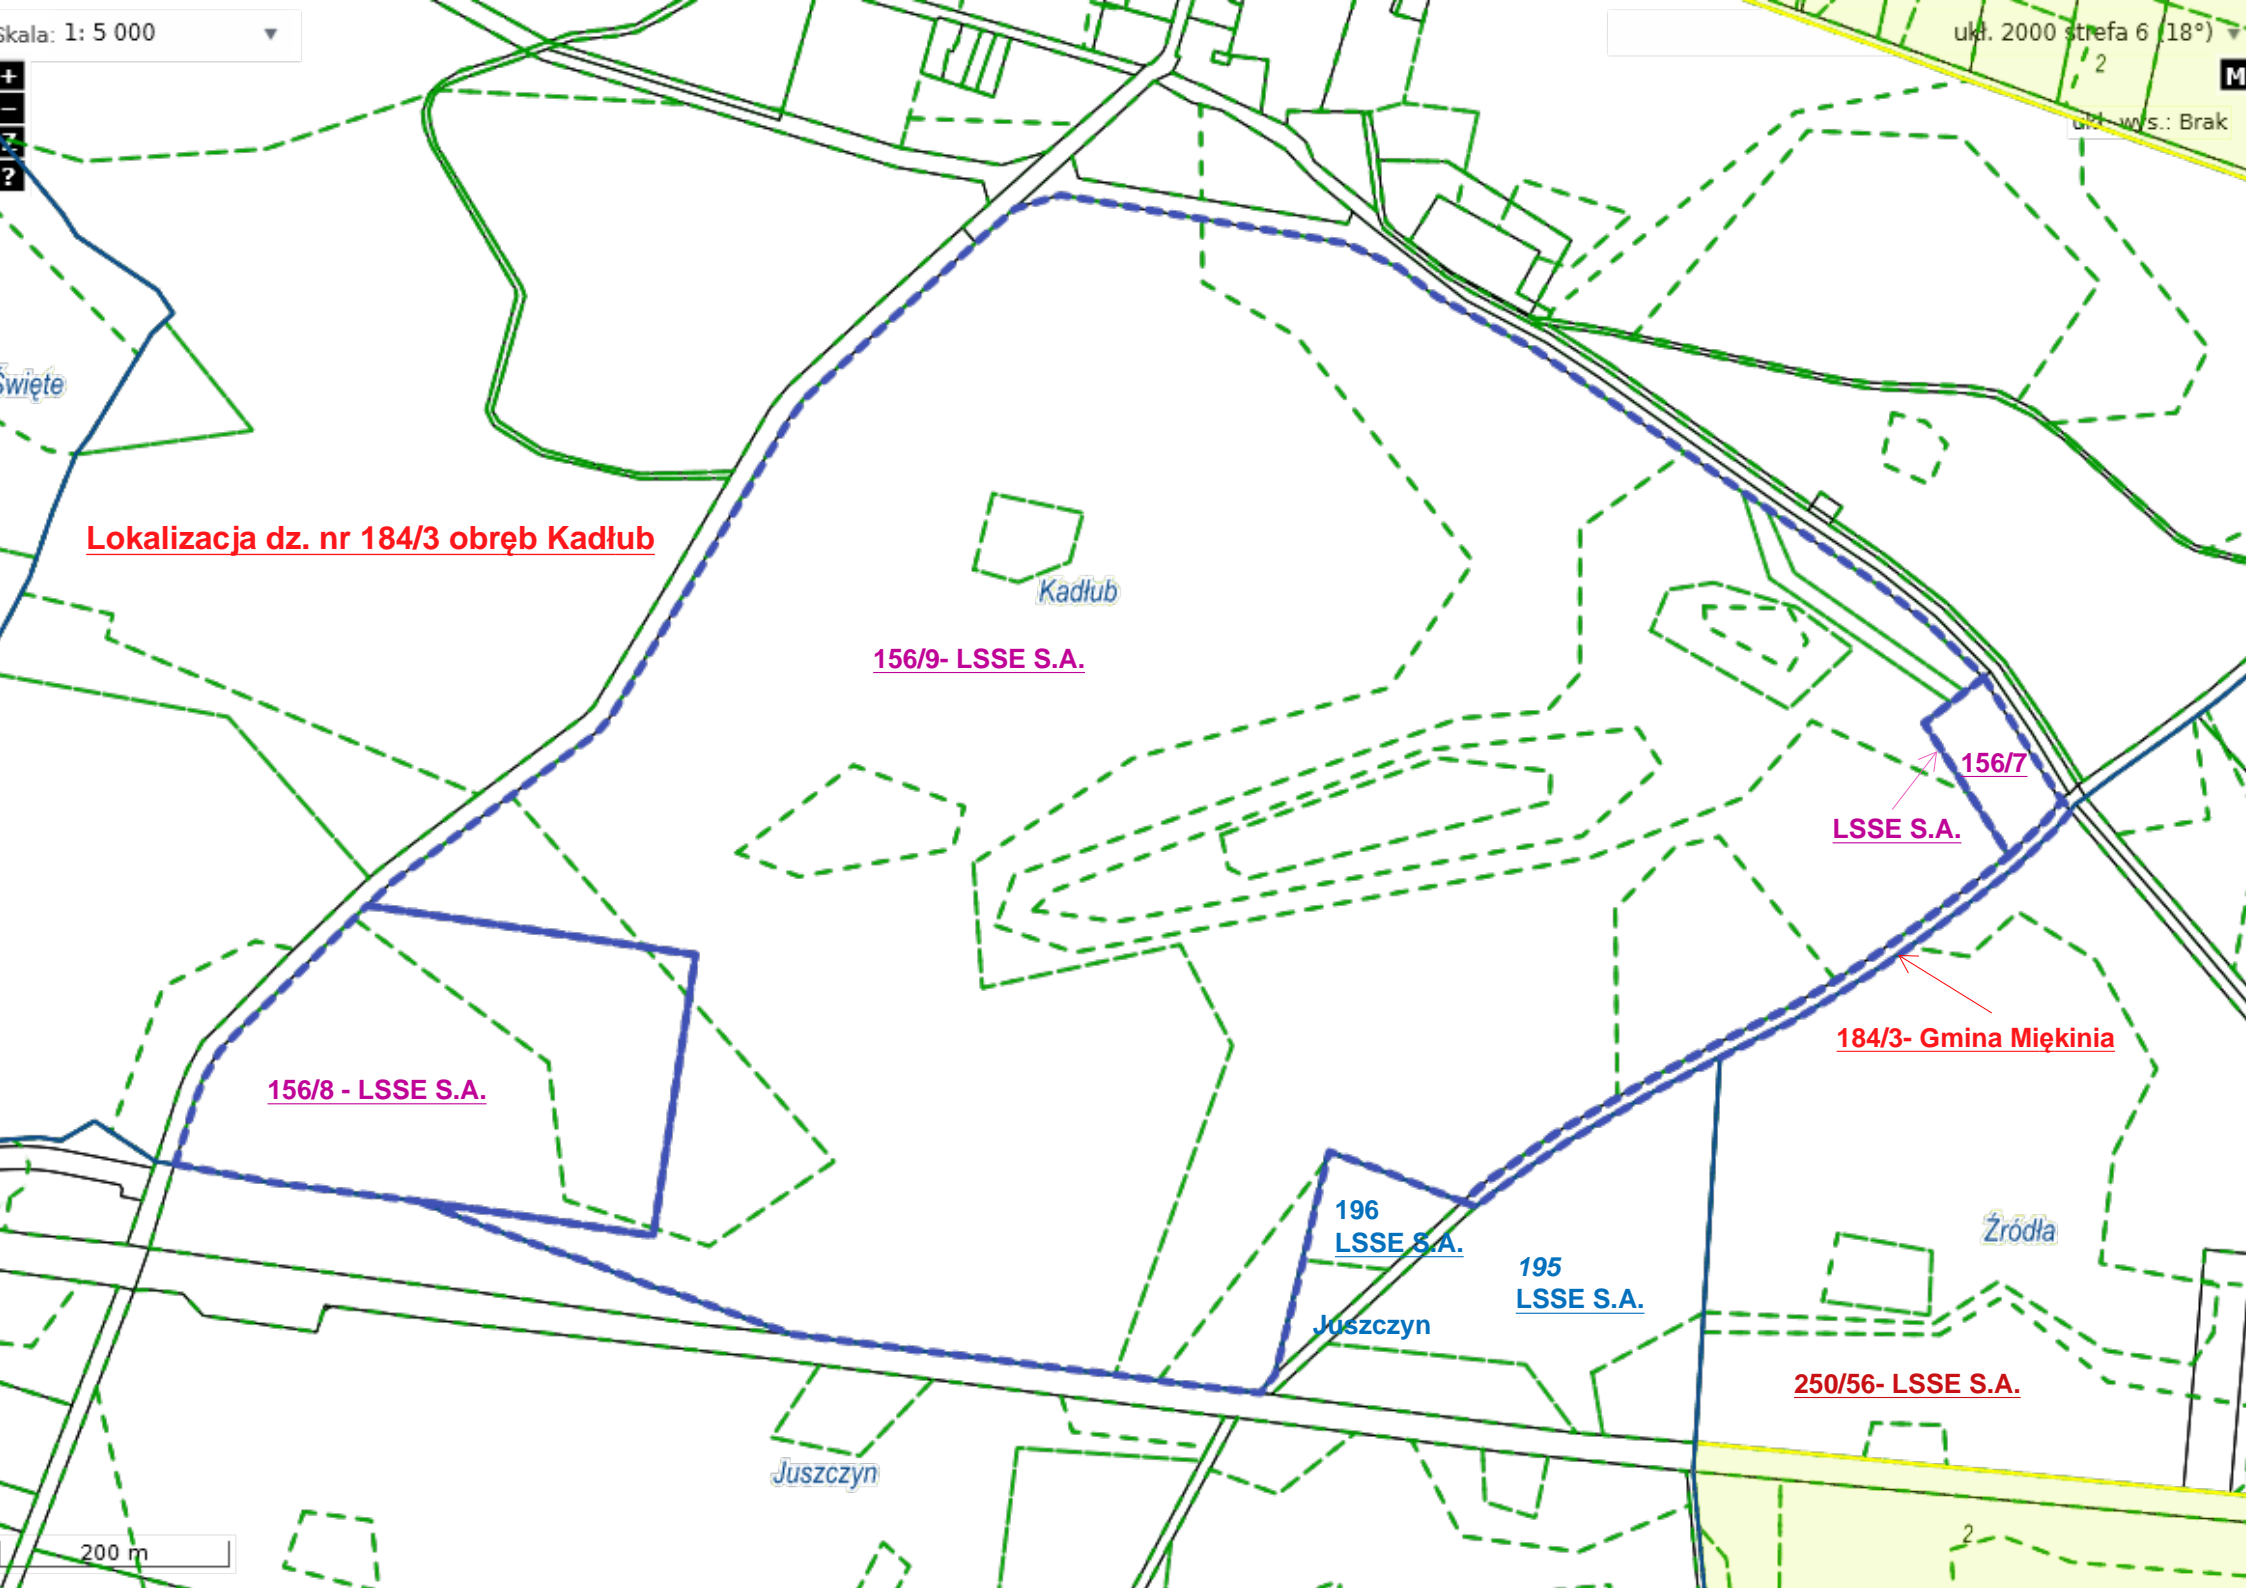 Skala: 1: 5 000 ▼
ukł. 2000 strefa 6 (18°) ▼
+
−
Z
?
2
M
ukł. wys.: Brak
Święte
Lokalizacja dz. nr 184/3 obręb Kadłub
Kadłub
156/9- LSSE S.A.
156/7
LSSE S.A.
184/3- Gmina Miękinia
156/8 - LSSE S.A.
196
LSSE S.A.
Źródła
195
LSSE S.A.
Juszczyn
250/56- LSSE S.A.
Juszczyn
2
200 m